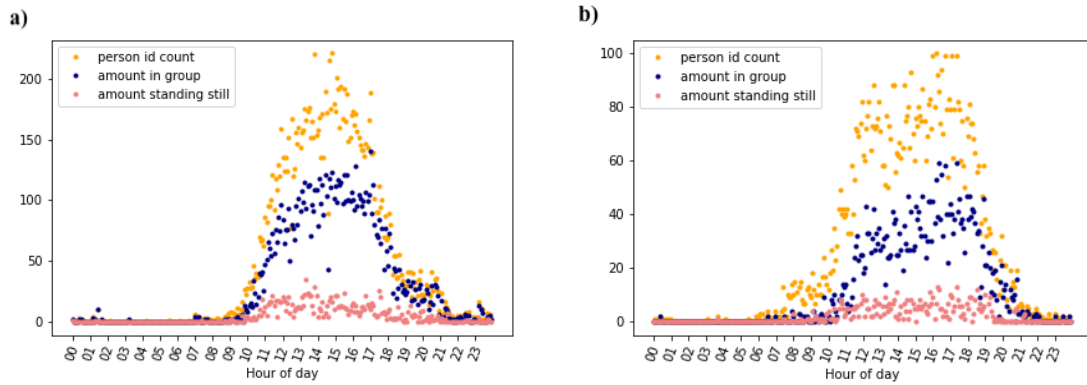 a)
person id count
amount in group
amount standing still
200
150
100
50
0
00 01 02 03 04 05 06 07 08 09 10 11 12 13 14 15 16 17 18 19 20 21 22 23
Hour of day
b)
person id count
amount in group
amount standing still
100
80
60
40
20
0
00 01 02 03 04 05 06 07 08 09 10 11 12 13 14 15 16 17 18 19 20 21 22 23
Hour of day